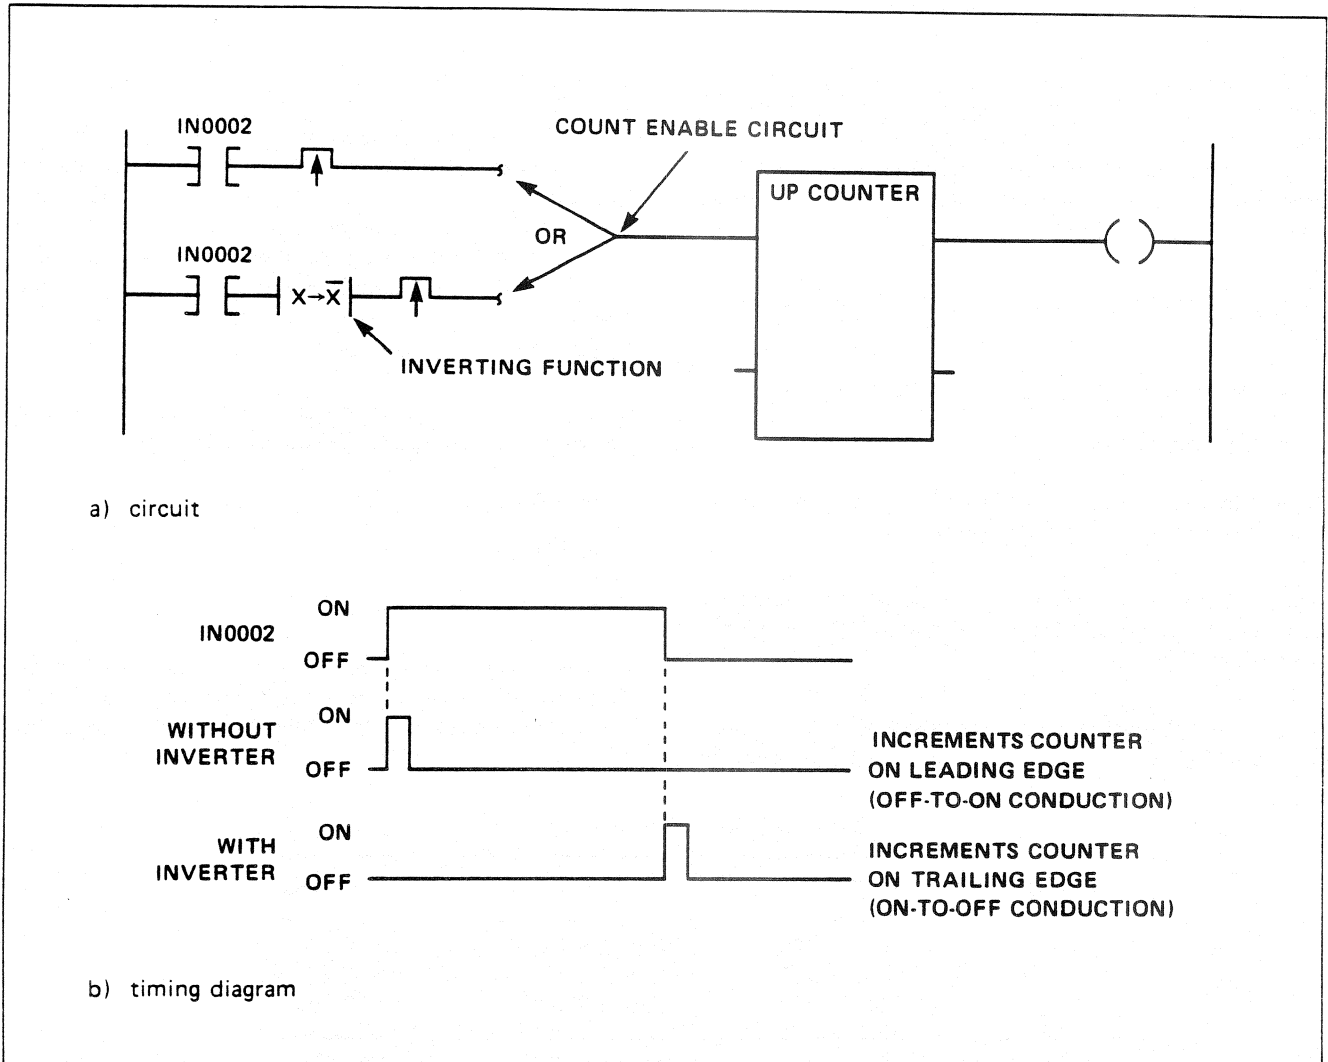 IN0002
COUNT ENABLE CIRCUIT
UP COUNTER
OR
IN0002
X→X̅
INVERTING FUNCTION
( )
a) circuit
ON
IN0002
OFF
ON
WITHOUT
INVERTER
OFF
INCREMENTS COUNTER
ON LEADING EDGE
(OFF-TO-ON CONDUCTION)
ON
WITH
INVERTER
OFF
INCREMENTS COUNTER
ON TRAILING EDGE
(ON-TO-OFF CONDUCTION)
b) timing diagram